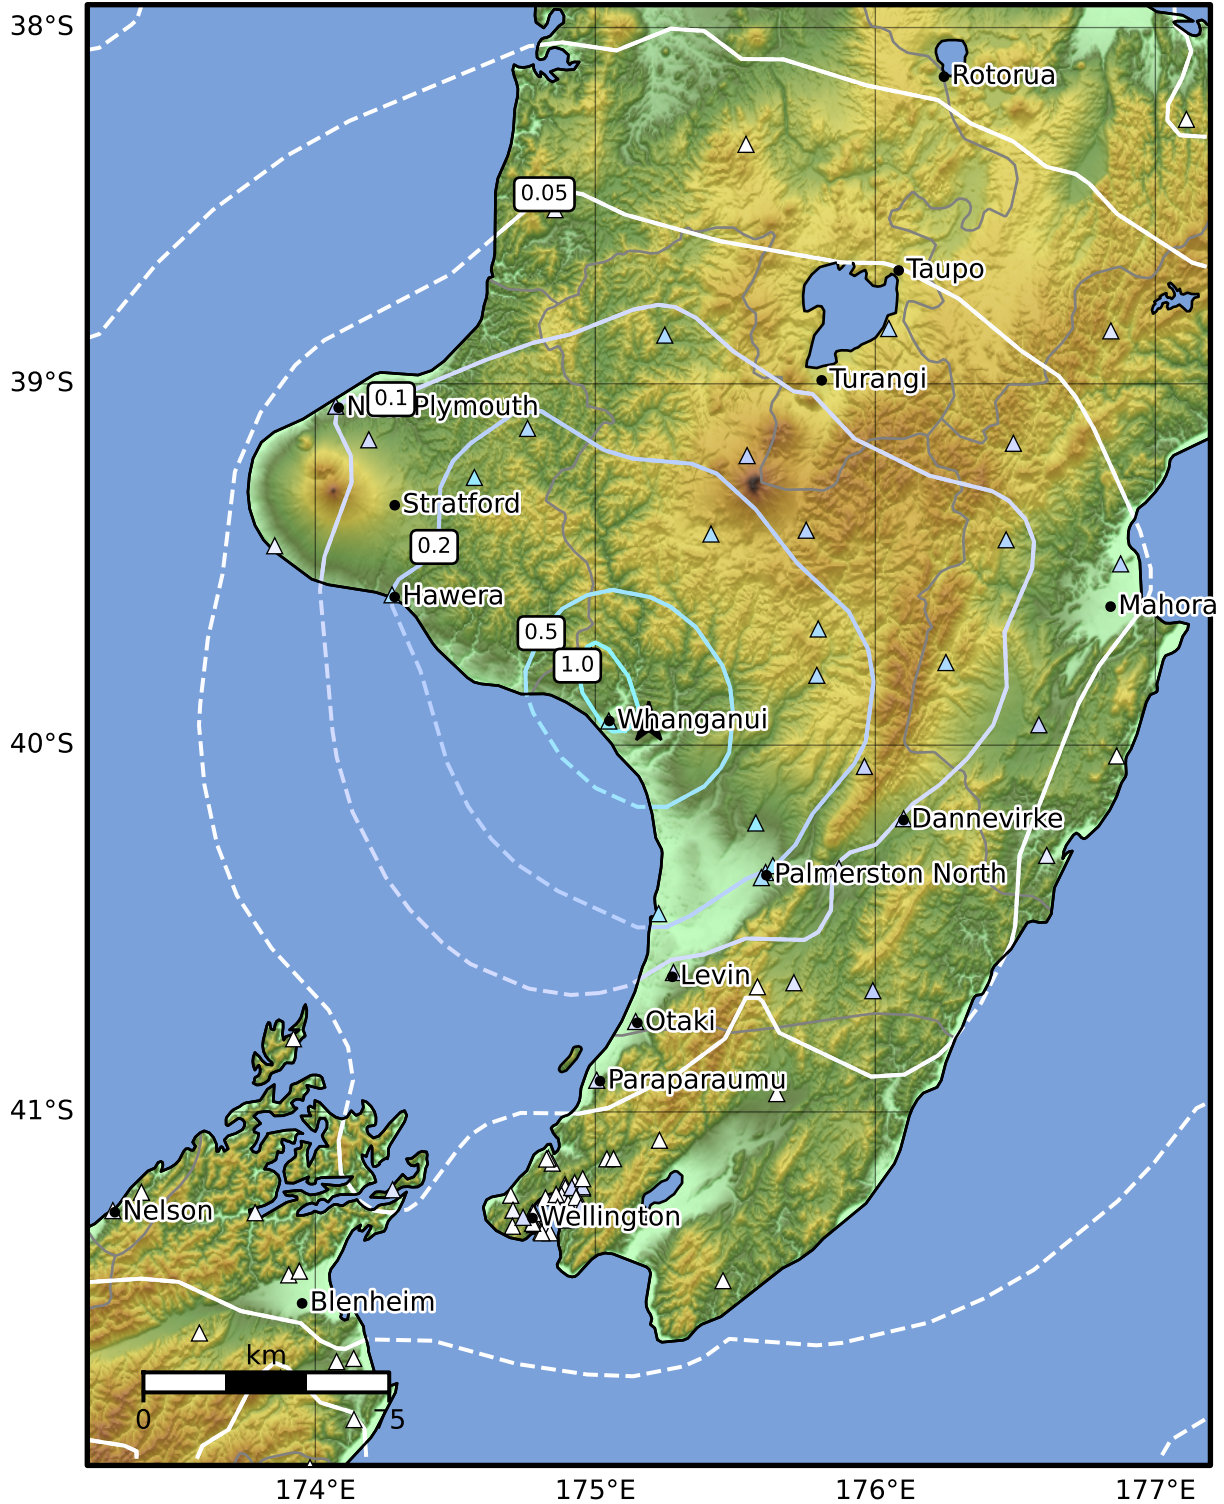 38°S
Rotorua
0.05
Taupo
39°S
Turangi
0.1
N Plymouth
Stratford
0.2
Hawera
Mahora
0.5
1.0
Whanganui
40°S
Dannevirke
Palmerston North
Levin
Otaki
Paraparaumu
41°S
Nelson
Wellington
Blenheim
km
0
75
174°E
175°E
176°E
177°E